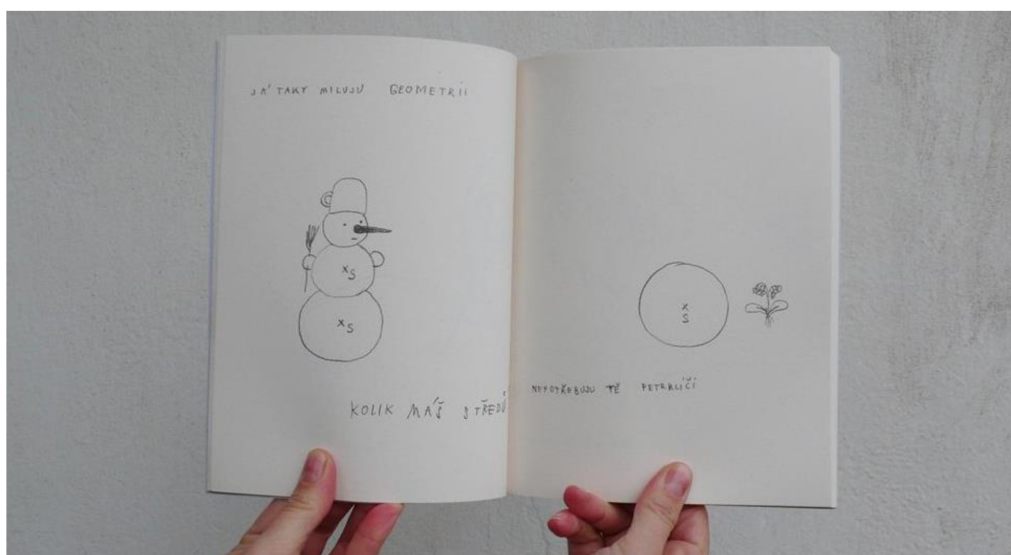 JÁ TAKY MILUJU GEOMETRII
x S
x S
KOLIK MÁŠ STŘEDŮ
x
S
NEPOTŘEBUJU TĚ PETRKLÍČI